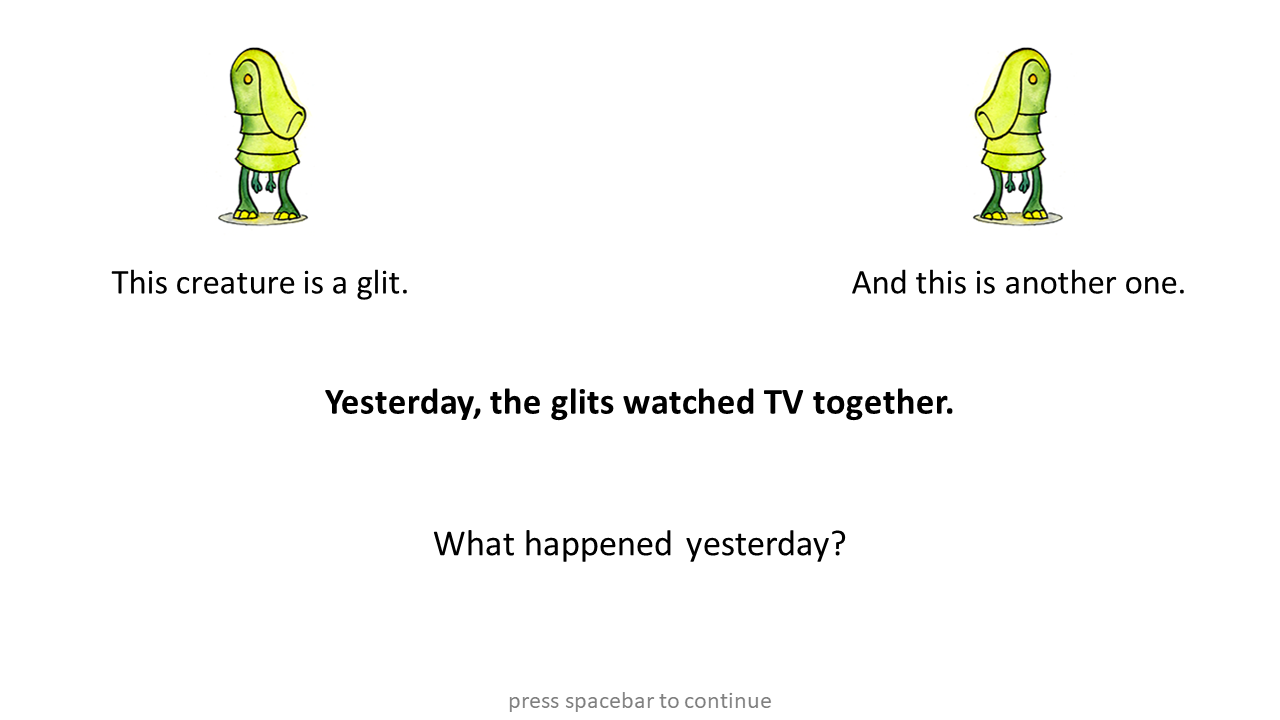 This creature is a glit.
And this is another one.
Yesterday, the glits watched TV together.
What happened yesterday?
press spacebar to continue